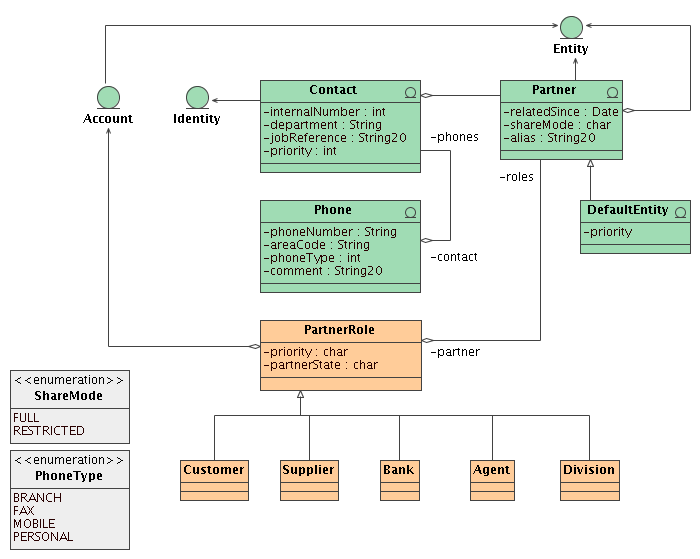 Entity
Account
Identity
Contact
-internalNumber : int
-department : String
-jobReference : String20
-priority : int
Partner
-relatedSince : Date
-shareMode : char
-alias : String20
-phones
-roles
Phone
-phoneNumber : String
-areaCode : String
-phoneType : int
-comment : String20
-contact
DefaultEntity
-priority
PartnerRole
-priority : char
-partnerState : char
-partner
<<enumeration>>
ShareMode
FULL
RESTRICTED
<<enumeration>>
PhoneType
BRANCH
FAX
MOBILE
PERSONAL
Customer
Supplier
Bank
Agent
Division